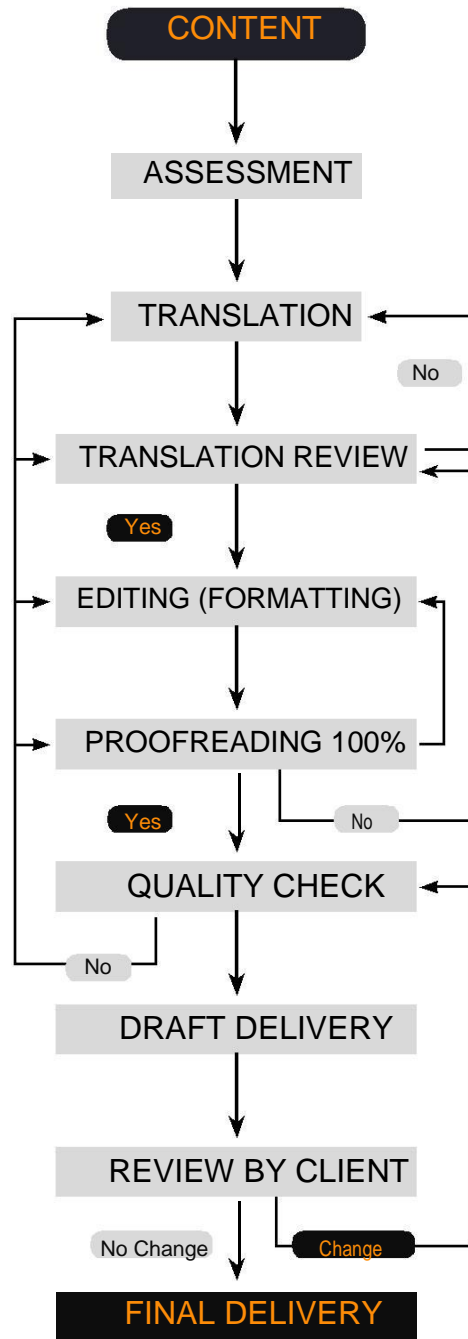 CONTENT
ASSESSMENT
TRANSLATION
No
TRANSLATION REVIEW
Yes
EDITING (FORMATTING)
PROOFREADING 100%
Yes
No
QUALITY CHECK
No
DRAFT DELIVERY
REVIEW BY CLIENT
No Change
Change
FINAL DELIVERY